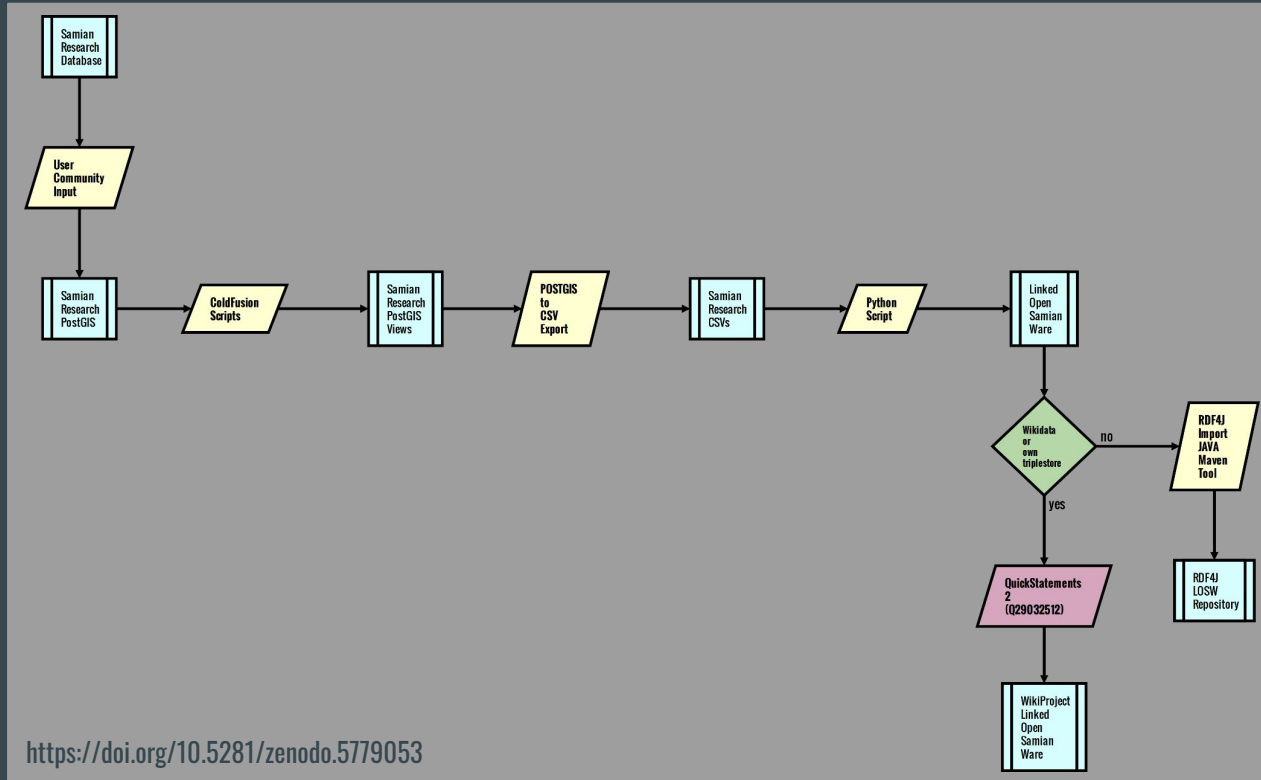 Samian
Research
Database
User
Community
Input
Samian
Research
PostGIS
ColdFusion
Scripts
Samian
Research
PostGIS
Views
POSTGIS
to
CSV
Export
Samian
Research
CSVs
Python
Script
Linked
Open
Samian
Ware
Wikidata
or
own
triplestore
no
RDF4J
Import
JAVA
Maven
Tool
yes
QuickStatements
2
(Q29032512)
RDF4J
LOSW
Repository
WikiProject
Linked
Open
Samian
Ware
https://doi.org/10.5281/zenodo.5779053